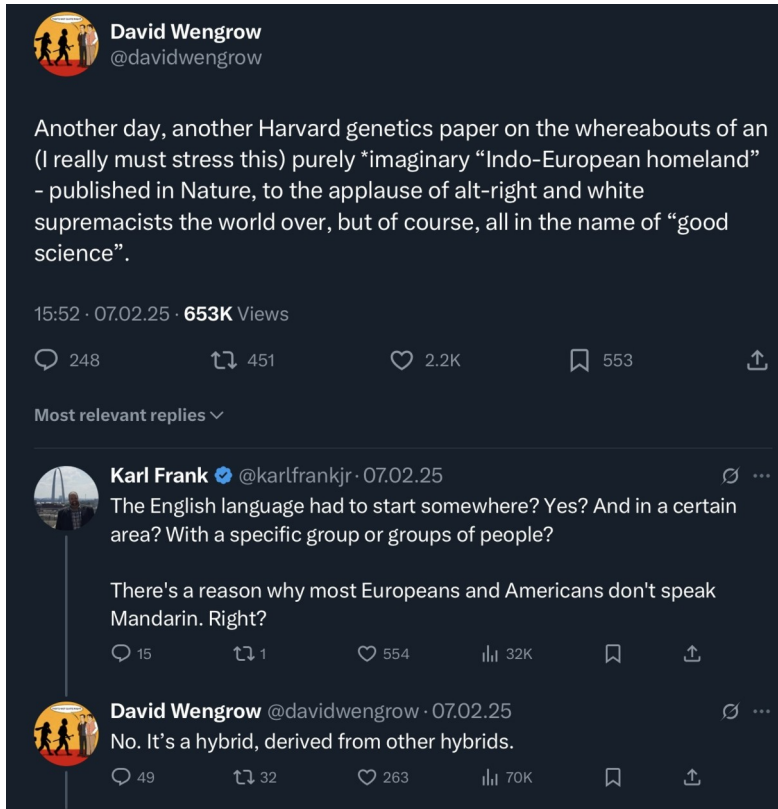 David Wengrow
@davidwengrow
Another day, another Harvard genetics paper on the whereabouts of an
(I really must stress this) purely *imaginary “Indo-European homeland”
- published in Nature, to the applause of alt-right and white
supremacists the world over, but of course, all in the name of “good
science”.
15:52 · 07.02.25 · 653K Views
248 451 2.2K 553
Most relevant replies
Karl Frank @karlfrankjr · 07.02.25
The English language had to start somewhere? Yes? And in a certain
area? With a specific group or groups of people?
There's a reason why most Europeans and Americans don't speak
Mandarin. Right?
15 1 554 32K
David Wengrow @davidwengrow · 07.02.25
No. It’s a hybrid, derived from other hybrids.
49 32 263 70K